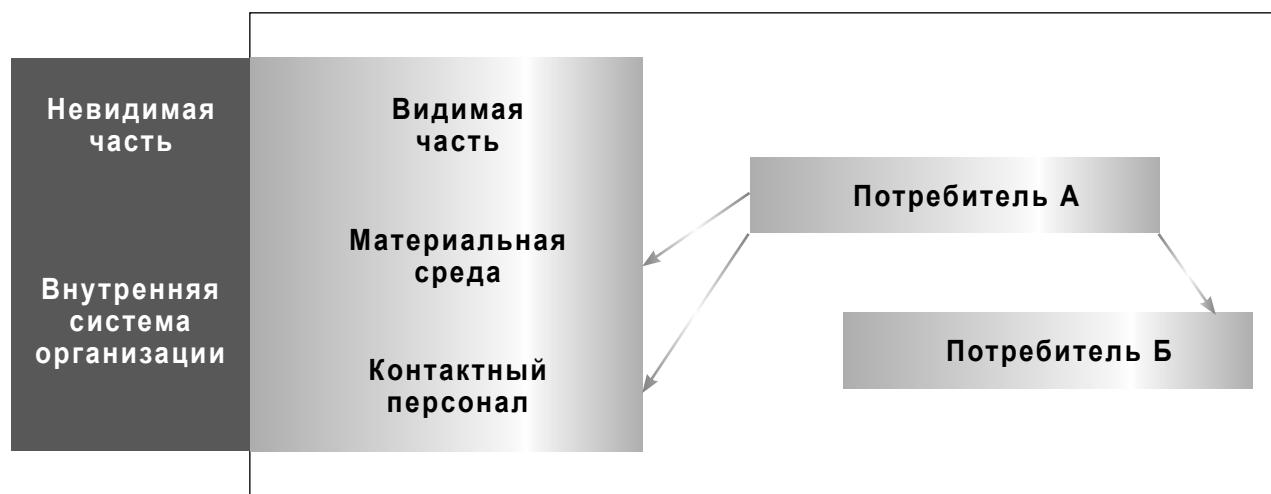 Невидимая
часть
Внутренняя
система
организации
Видимая
часть
Материальная
среда
Контактный
персонал
Потребитель А
Потребитель Б